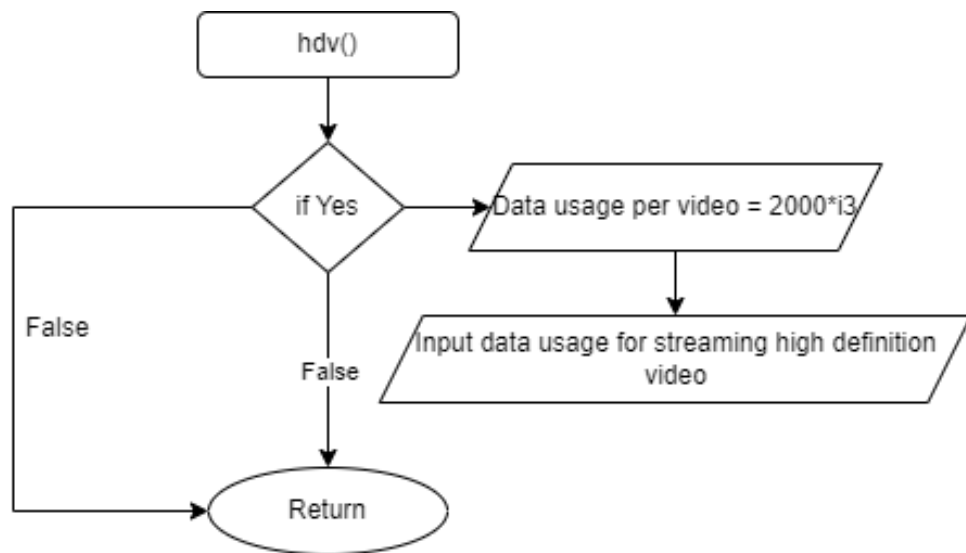 hdv()
if Yes
Data usage per video = 2000*i3
False
Input data usage for streaming high definition
video
False
Return